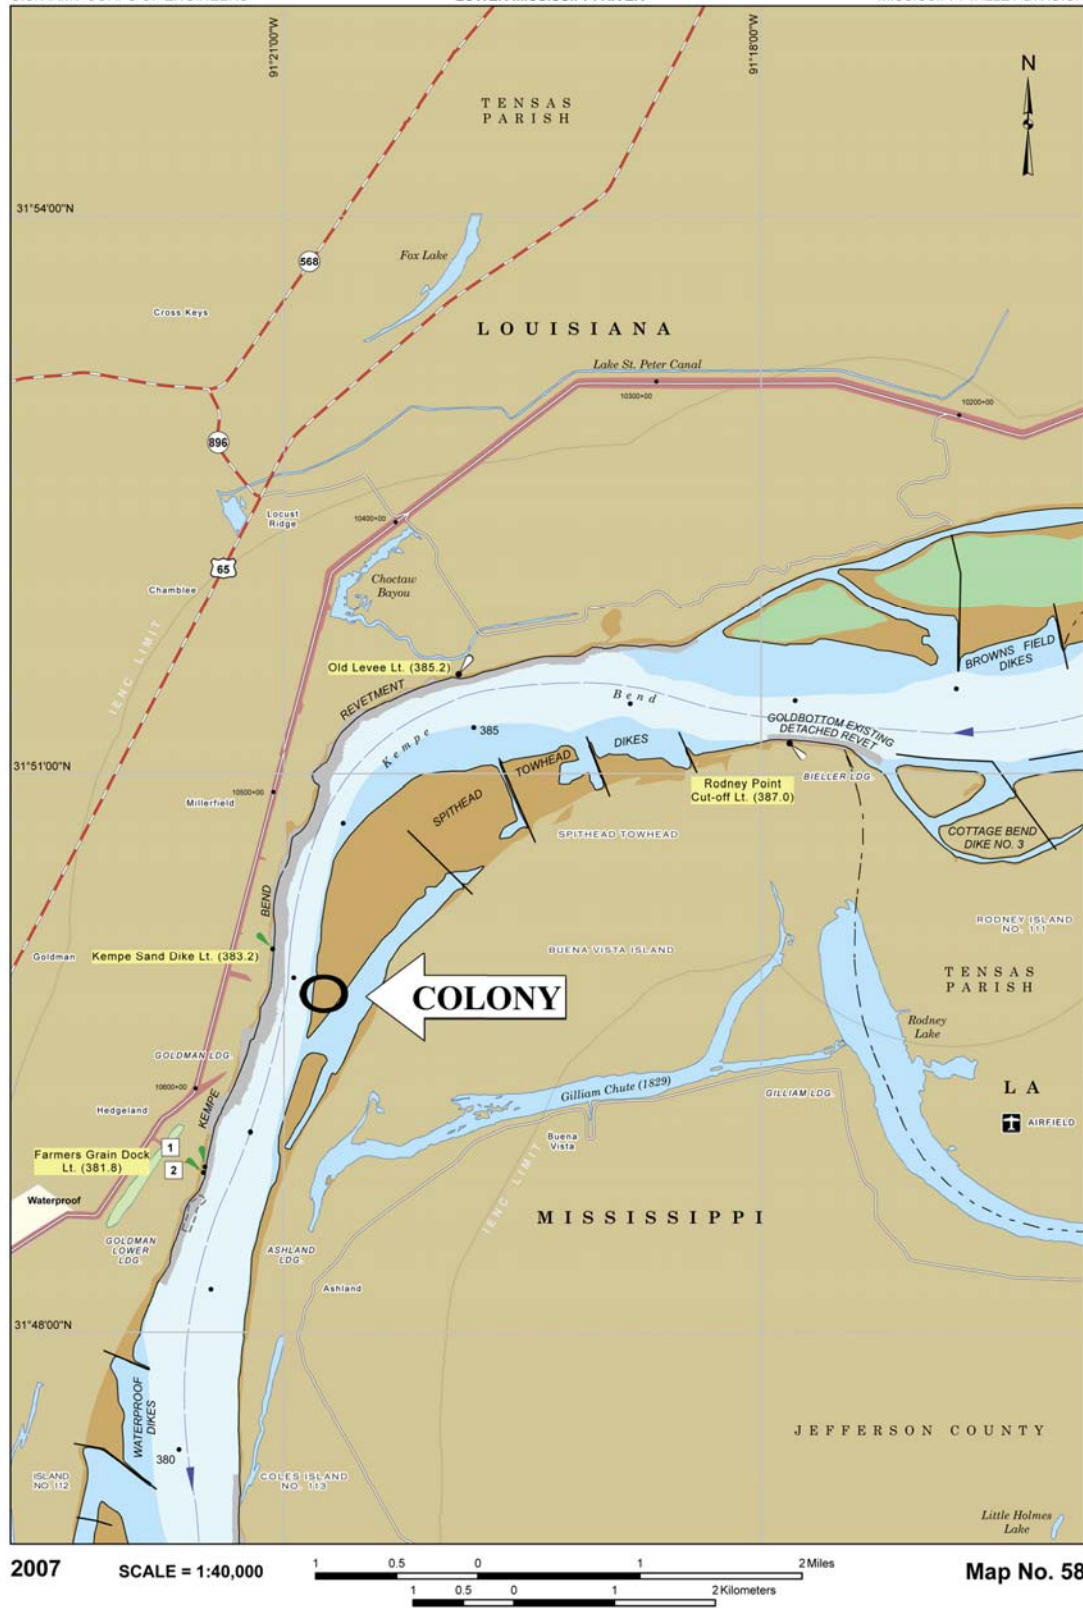 91°21'00"W
91°18'00"W
N
TENSAS
PARISH
31°54'00"N
568
Fox Lake
Cross Keys
LOUISIANA
Lake St. Peter Canal
10300+00
10200+00
896
Locust
Ridge
10400+00
65
Choctaw
Bayou
Chamblee
IENC LIMIT
Old Levee Lt. (385.2)
REVETMENT
Bend
BROWNS FIELD
DIKES
Kempe
385
GOLDBOTTOM EXISTING
DETACHED REVET
DIKES
TOWHEAD
SPITHEAD
31°51'00"N
Rodney Point
Cut-off Lt. (387.0)
BIELLER LDG.
10500+00
Millerfield
SPITHEAD TOWHEAD
COTTAGE BEND
DIKE NO. 3
BEND
RODNEY ISLAND
NO. 111
BUENA VISTA ISLAND
Goldman
Kempe Sand Dike Lt. (383.2)
TENSAS
PARISH
COLONY
Rodney
Lake
GOLDMAN LDG.
10600+00
Gilliam Chute (1829)
GILLIAM LDG.
LA
Hedgeland
KEMPE
AIRFIELD
1
Buena
Vista
Farmers Grain Dock
Lt. (381.8)
2
IENC LIMIT
Waterproof
MISSISSIPPI
GOLDMAN
LOWER
LDG.
ASHLAND
LDG.
Ashland
31°48'00"N
WATERPROOF
DIKES
JEFFERSON COUNTY
380
ISLAND
NO. 112
COLES ISLAND
NO. 113
Little Holmes
Lake
2007
SCALE = 1:40,000
1 0.5 0 1 2 Miles
1 0.5 0 1 2 Kilometers
Map No. 58